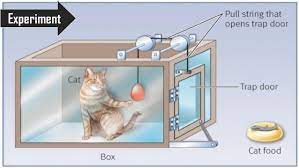 Experiment
Pull string that
opens trap door
Cat
Trap door
Box
Cat food